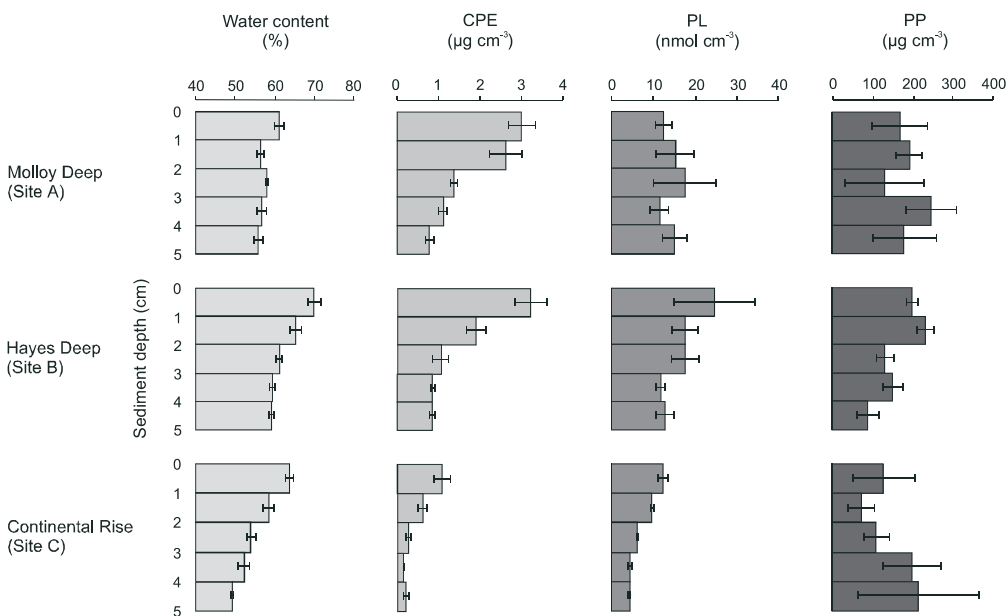 Water content CPE PL PP
(%) (µg cm⁻³) (nmol cm⁻³) (µg cm⁻³)
40 50 60 70 80 0 1 2 3 4 0 10 20 30 40 0 100 200 300 400
Molloy Deep
(Site A)
0
1
2
3
4
5
Sediment depth (cm)
Hayes Deep
(Site B)
0
1
2
3
4
5
Continental Rise
(Site C)
0
1
2
3
4
5